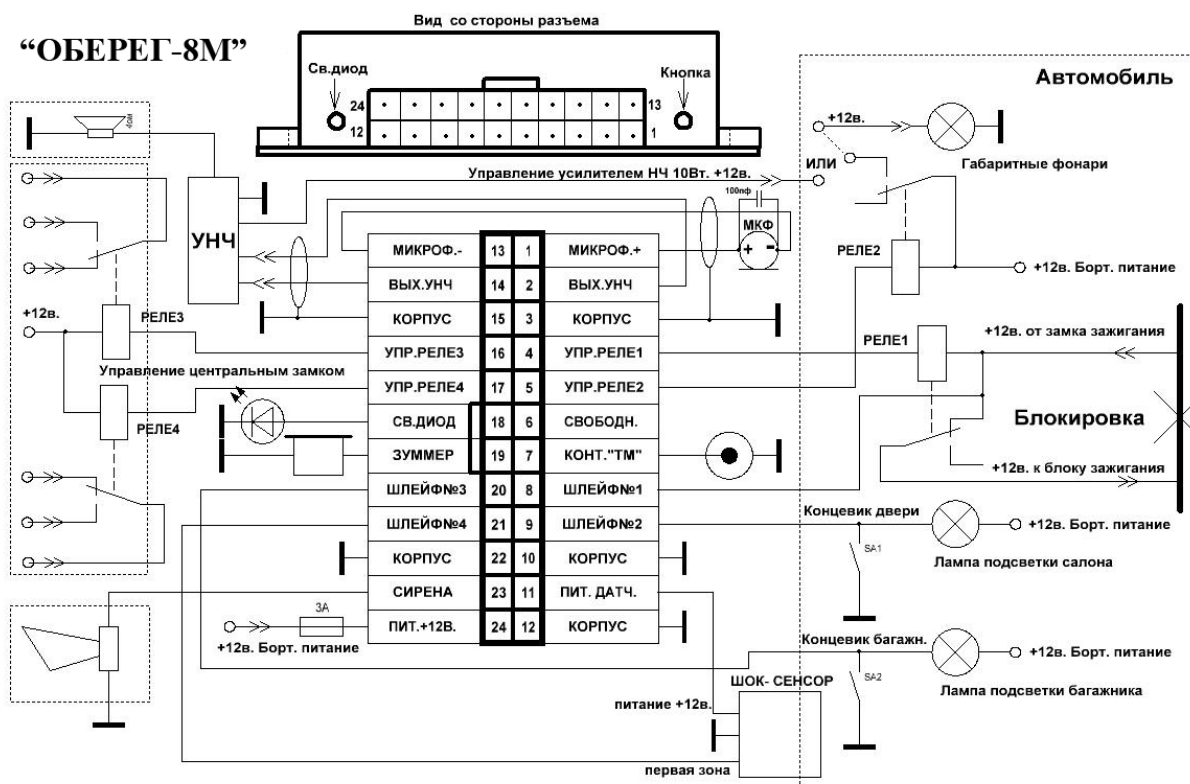 Вид со стороны разъема
“ОБЕРЕГ-8М”
Автомобиль
Св.диод
Кнопка
24
13
12
1
4ом
+12в.
ИЛИ
Габаритные фонари
Управление усилителем НЧ 10Вт. +12в.
100пф
МКФ
+ -
УНЧ
РЕЛЕ2
+12в. Борт. питание
МИКРОФ.- 13 1 МИКРОФ.+
ВЫХ.УНЧ 14 2 ВЫХ.УНЧ
КОРПУС 15 3 КОРПУС
УПР.РЕЛЕ3 16 4 УПР.РЕЛЕ1
УПР.РЕЛЕ4 17 5 УПР.РЕЛЕ2
СВ.ДИОД 18 6 СВОБОДН.
ЗУММЕР 19 7 КОНТ."ТМ"
ШЛЕЙФ№3 20 8 ШЛЕЙФ№1
ШЛЕЙФ№4 21 9 ШЛЕЙФ№2
КОРПУС 22 10 КОРПУС
СИРЕНА 23 11 ПИТ. ДАТЧ.
ПИТ.+12В. 24 12 КОРПУС
+12в.
РЕЛЕ3
Управление центральным замком
РЕЛЕ4
РЕЛЕ1
+12в. от замка зажигания
Блокировка
+12в. к блоку зажигания
Концевик двери
SA1
+12в. Борт. питание
Лампа подсветки салона
3А
+12в. Борт. питание
Концевик багажн.
SA2
+12в. Борт. питание
Лампа подсветки багажника
ШОК- СЕНСОР
питание +12в.
первая зона